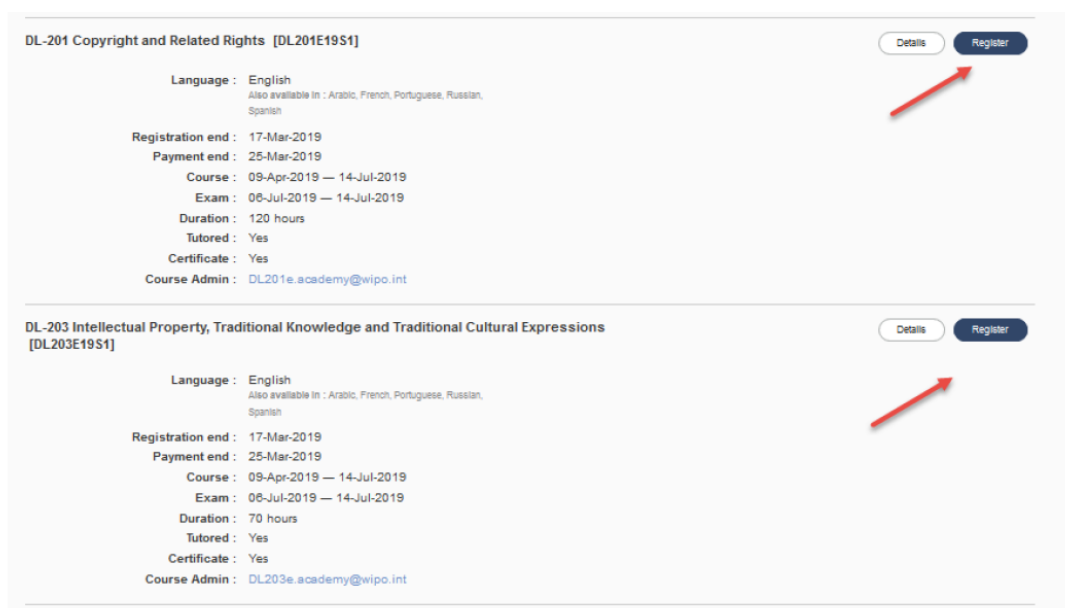 DL-201 Copyright and Related Rights [DL201E19S1]
Details
Register
Language : English
Also available in : Arabic, French, Portuguese, Russian,
Spanish
Registration end : 17-Mar-2019
Payment end : 25-Mar-2019
Course : 09-Apr-2019 — 14-Jul-2019
Exam : 06-Jul-2019 — 14-Jul-2019
Duration : 120 hours
Tutored : Yes
Certificate : Yes
Course Admin : DL201e.academy@wipo.int
DL-203 Intellectual Property, Traditional Knowledge and Traditional Cultural Expressions
[DL203E19S1]
Details
Register
Language : English
Also available in : Arabic, French, Portuguese, Russian,
Spanish
Registration end : 17-Mar-2019
Payment end : 25-Mar-2019
Course : 09-Apr-2019 — 14-Jul-2019
Exam : 06-Jul-2019 — 14-Jul-2019
Duration : 70 hours
Tutored : Yes
Certificate : Yes
Course Admin : DL203e.academy@wipo.int